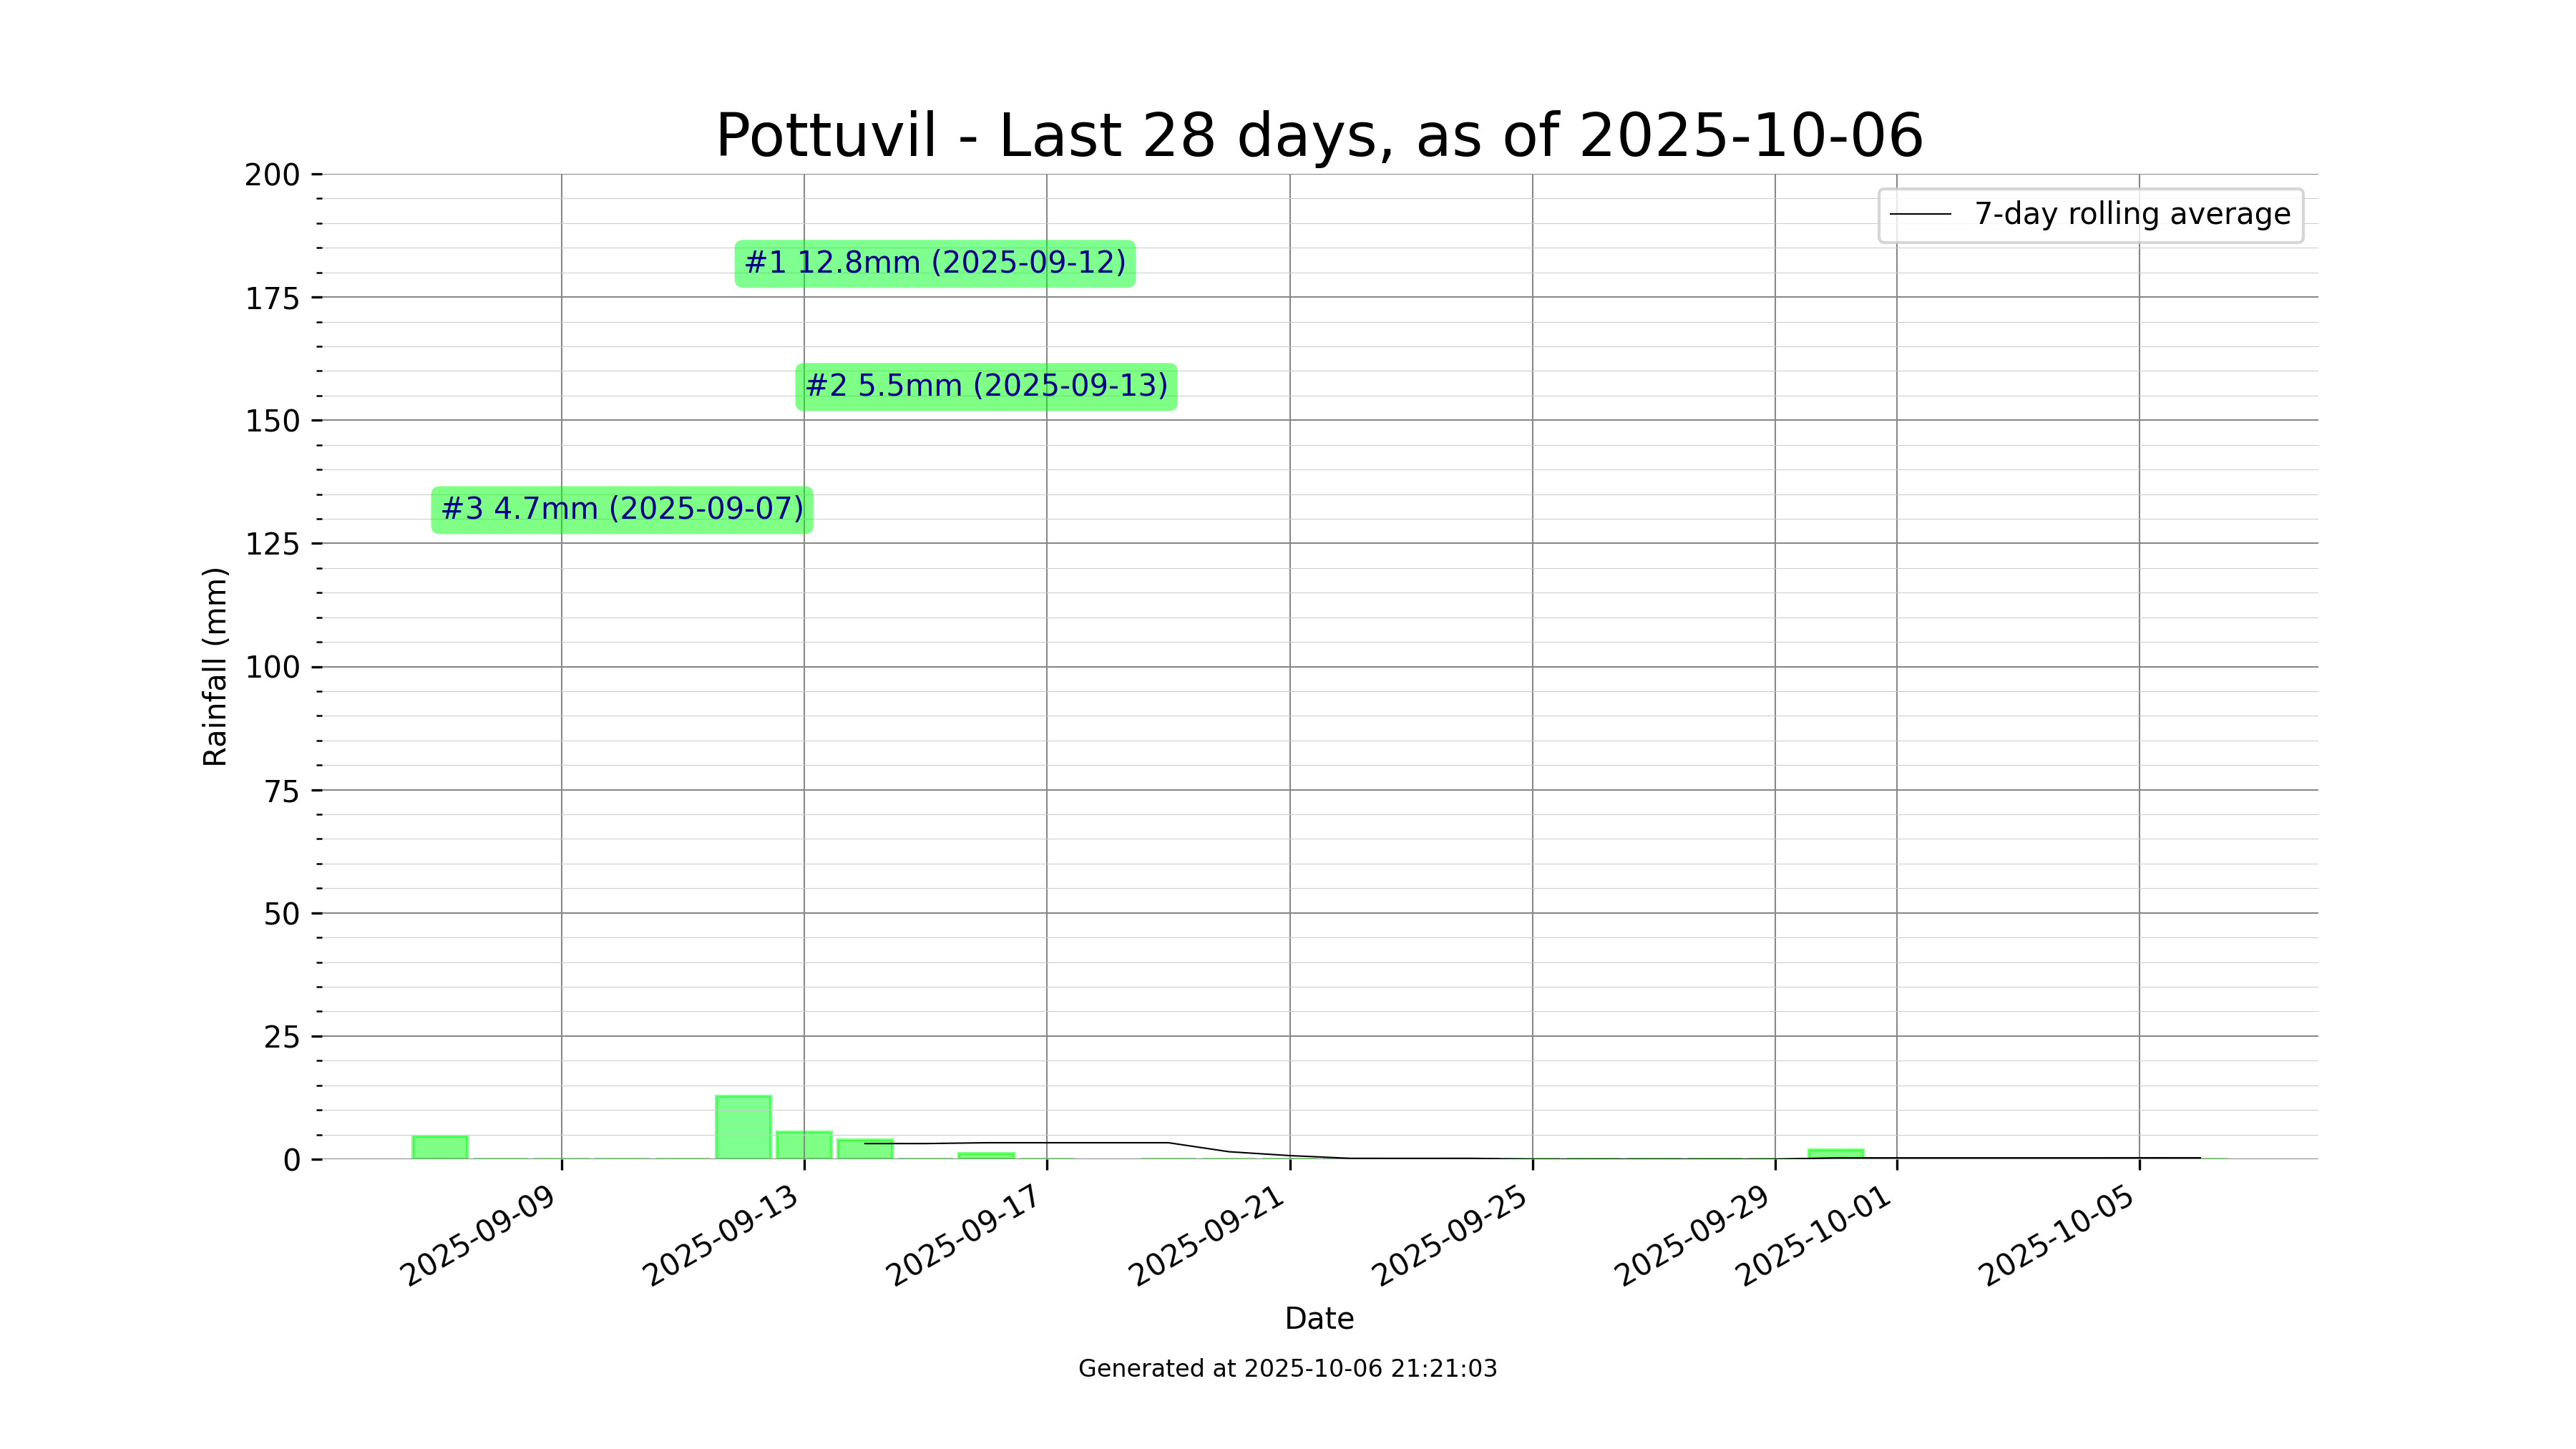 Pottuvil - Last 28 days, as of 2025-10-06
7-day rolling average
#1 12.8mm (2025-09-12)
#2 5.5mm (2025-09-13)
#3 4.7mm (2025-09-07)
Rainfall (mm)
200
175
150
125
100
75
50
25
0
2025-09-09
2025-09-13
2025-09-17
2025-09-21
2025-09-25
2025-09-29
2025-10-01
2025-10-05
Date
Generated at 2025-10-06 21:21:03